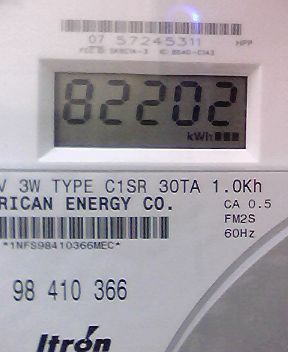 07 57245311 HPP
82202
kWh
V 3W TYPE C1SR 30TA 1.0Kh
RICAN ENERGY CO. CA 0.5
FM2S
*1NFS98410366MEC* 60Hz
98 410 366
Itron